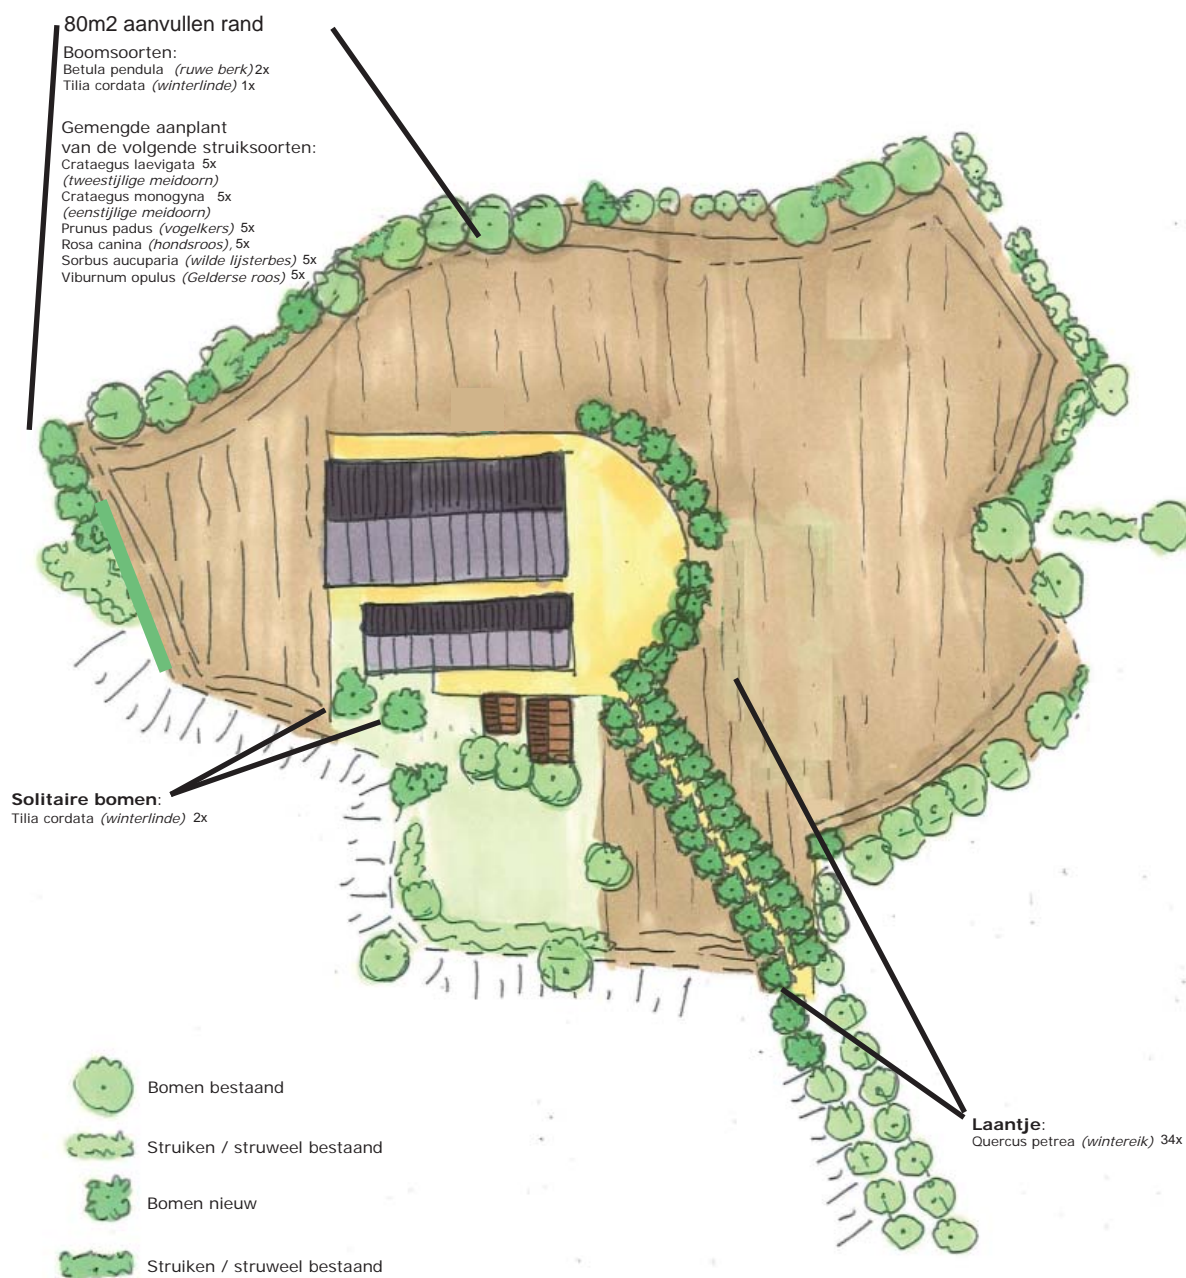 80m2 aanvullen rand
Boomsoorten:
Betula pendula (ruwe berk) 2x
Tilia cordata (winterlinde) 1x
Gemengde aanplant
van de volgende struiksoorten:
Crataegus laevigata 5x
(tweestijlige meidoorn)
Crataegus monogyna 5x
(eenstijlige meidoorn)
Prunus padus (vogelkers) 5x
Rosa canina (hondsroos), 5x
Sorbus aucuparia (wilde lijsterbes) 5x
Viburnum opulus (Gelderse roos) 5x
Solitaire bomen:
Tilia cordata (winterlinde) 2x
Laantje:
Quercus petrea (wintereik) 34x
Bomen bestaand
Struiken / struweel bestaand
Bomen nieuw
Struiken / struweel bestaand